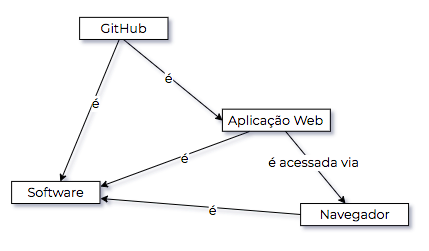 GitHub
é
é
Aplicação Web
é
é acessada via
Software
é
Navegador